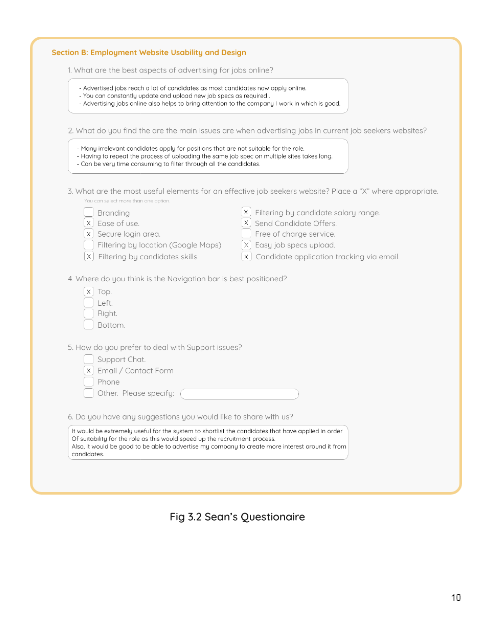 Section B: Employment Website Usability and Design
1. What are the best aspects of advertising for jobs online?
- Advertised jobs reach a lot of candidates as most candidates now apply online.
- You can constantly update and upload new job specs as required .
- Advertising jobs online also helps to bring attention to the company I work in which is good.
2. What do you find the are the main issues are when advertising jobs in current job seekers websites?
Many irrelevant candidates apply for positions that are not suitable for the role.
- Having to repeat the process of uploading the same job spec on multiple sites takes long.
- Can be very time consuming to filter through all the candidates.
3. What are the most useful elements for an effective job seekers website? Place a "X" where appropriate.
You can select more than one option.
Branding
X Ease of use.
X Secure login area.
Filtering by location (Google Maps)
X Filtering by candidates skills
X Filtering by candidate salary range.
X Send Candidate Offers.
Free of charge service.
X Easy job specs upload.
X Candidate application tracking via email
4. Where do you think is the Navigation bar is best positioned?
X Top.
Left.
Right.
Bottom.
5. How do you prefer to deal with Support issues?
Support Chat.
X Email / Contact Form
Phone
Other. Please specify:
6. Do you have any suggestions you would like to share with us?
It would be extremely useful for the system to shortlist the candidates that have applied in order
Of suitability for the role as this would speed up the recruitment process.
Also, it would be good to be able to advertise my company to create more interest around it from
candidates.
Fig 3.2 Sean's Questionaire
10